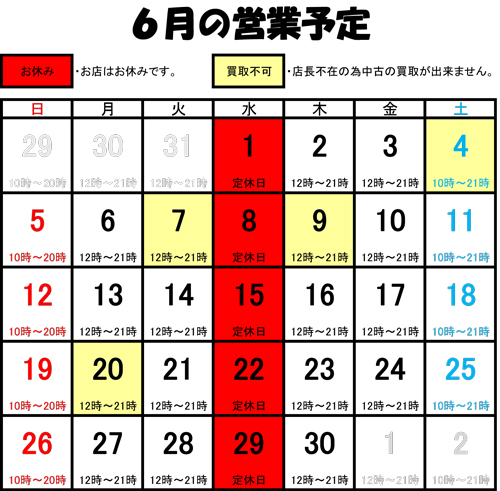 ６月の営業予定
お休み ・お店はお休みです。 買取不可 ・店長不在の為中古の買取が出来ません。
日 月 火 水 木 金 土
29 30 31 1 2 3 4
10時～20時 12時～21時 12時～21時 定休日 12時～21時 12時～21時 10時～21時
5 6 7 8 9 10 11
10時～20時 12時～21時 12時～21時 定休日 12時～21時 12時～21時 10時～21時
12 13 14 15 16 17 18
10時～20時 12時～21時 12時～21時 定休日 12時～21時 12時～21時 10時～21時
19 20 21 22 23 24 25
10時～20時 12時～21時 12時～21時 定休日 12時～21時 12時～21時 10時～21時
26 27 28 29 30 1 2
10時～20時 12時～21時 12時～21時 定休日 12時～21時 12時～21時 10時～21時